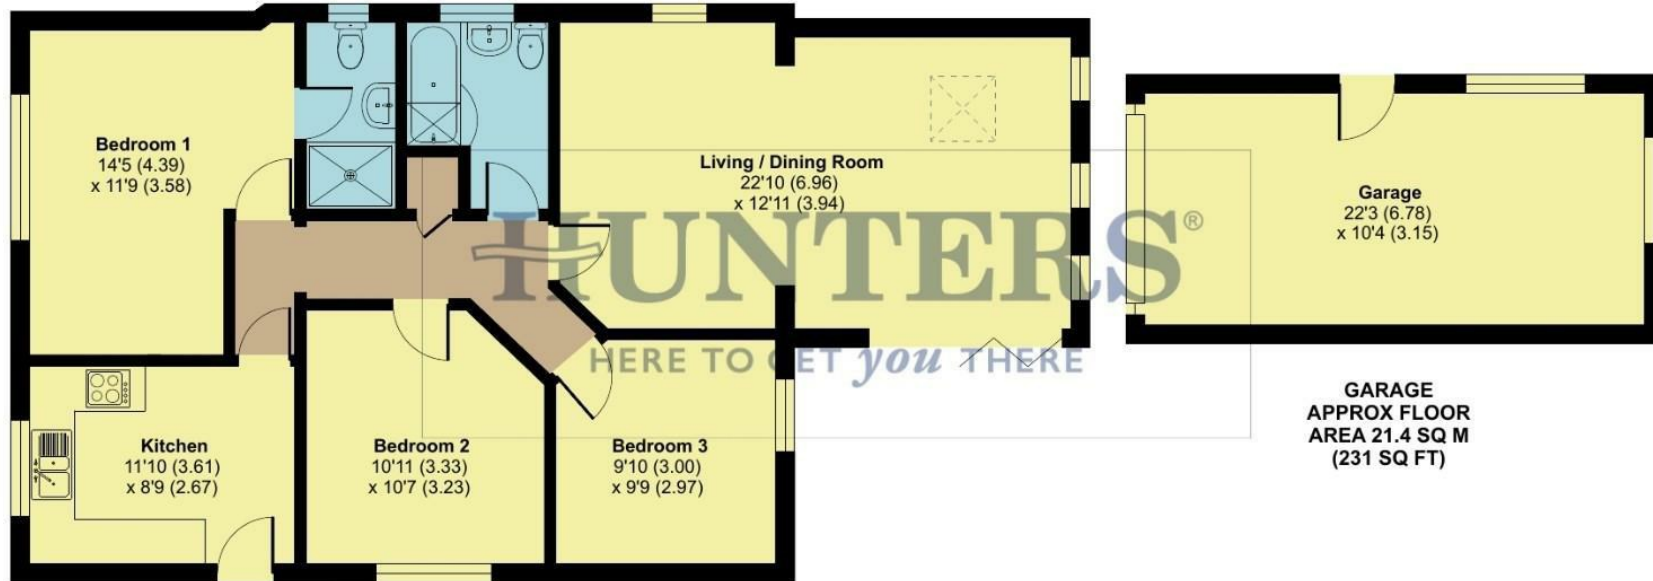 Bedroom 1
14'5 (4.39)
x 11'9 (3.58)
Living / Dining Room
22'10 (6.96)
x 12'11 (3.94)
Garage
22'3 (6.78)
x 10'4 (3.15)
HUNTERS®
HERE TO GET you THERE
Kitchen
11'10 (3.61)
x 8'9 (2.67)
Bedroom 2
10'11 (3.33)
x 10'7 (3.23)
Bedroom 3
9'10 (3.00)
x 9'9 (2.97)
GARAGE
APPROX FLOOR
AREA 21.4 SQ M
(231 SQ FT)